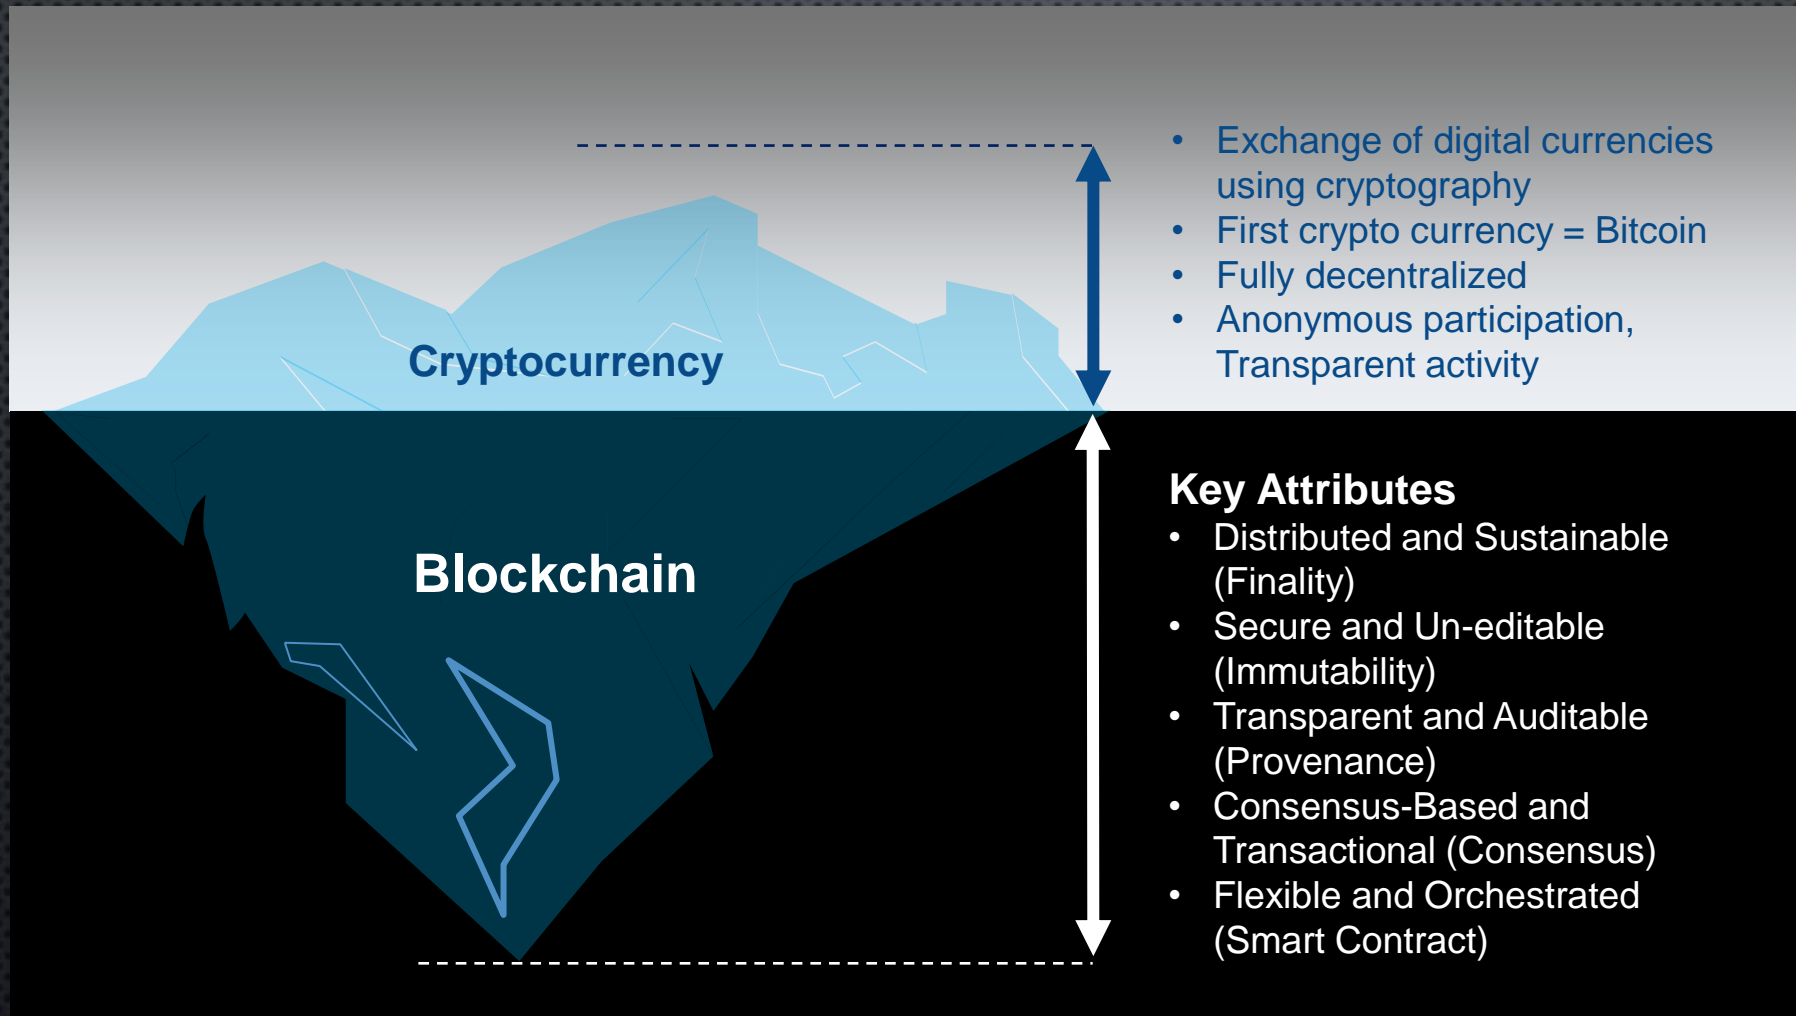 • Exchange of digital currencies
using cryptography
• First crypto currency = Bitcoin
• Fully decentralized
• Anonymous participation,
Transparent activity
Cryptocurrency
Blockchain
Key Attributes
• Distributed and Sustainable
(Finality)
• Secure and Un-editable
(Immutability)
• Transparent and Auditable
(Provenance)
• Consensus-Based and
Transactional (Consensus)
• Flexible and Orchestrated
(Smart Contract)